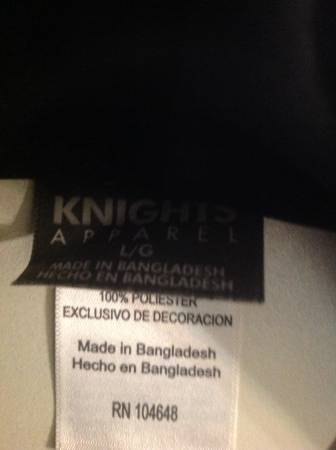 KNIGHTS
APPAREL
L/G
MADE IN BANGLADESH
HECHO EN BANGLADESH
100% POLIESTER
EXCLUSIVO DE DECORACION
Made in Bangladesh
Hecho en Bangladesh
RN 104648